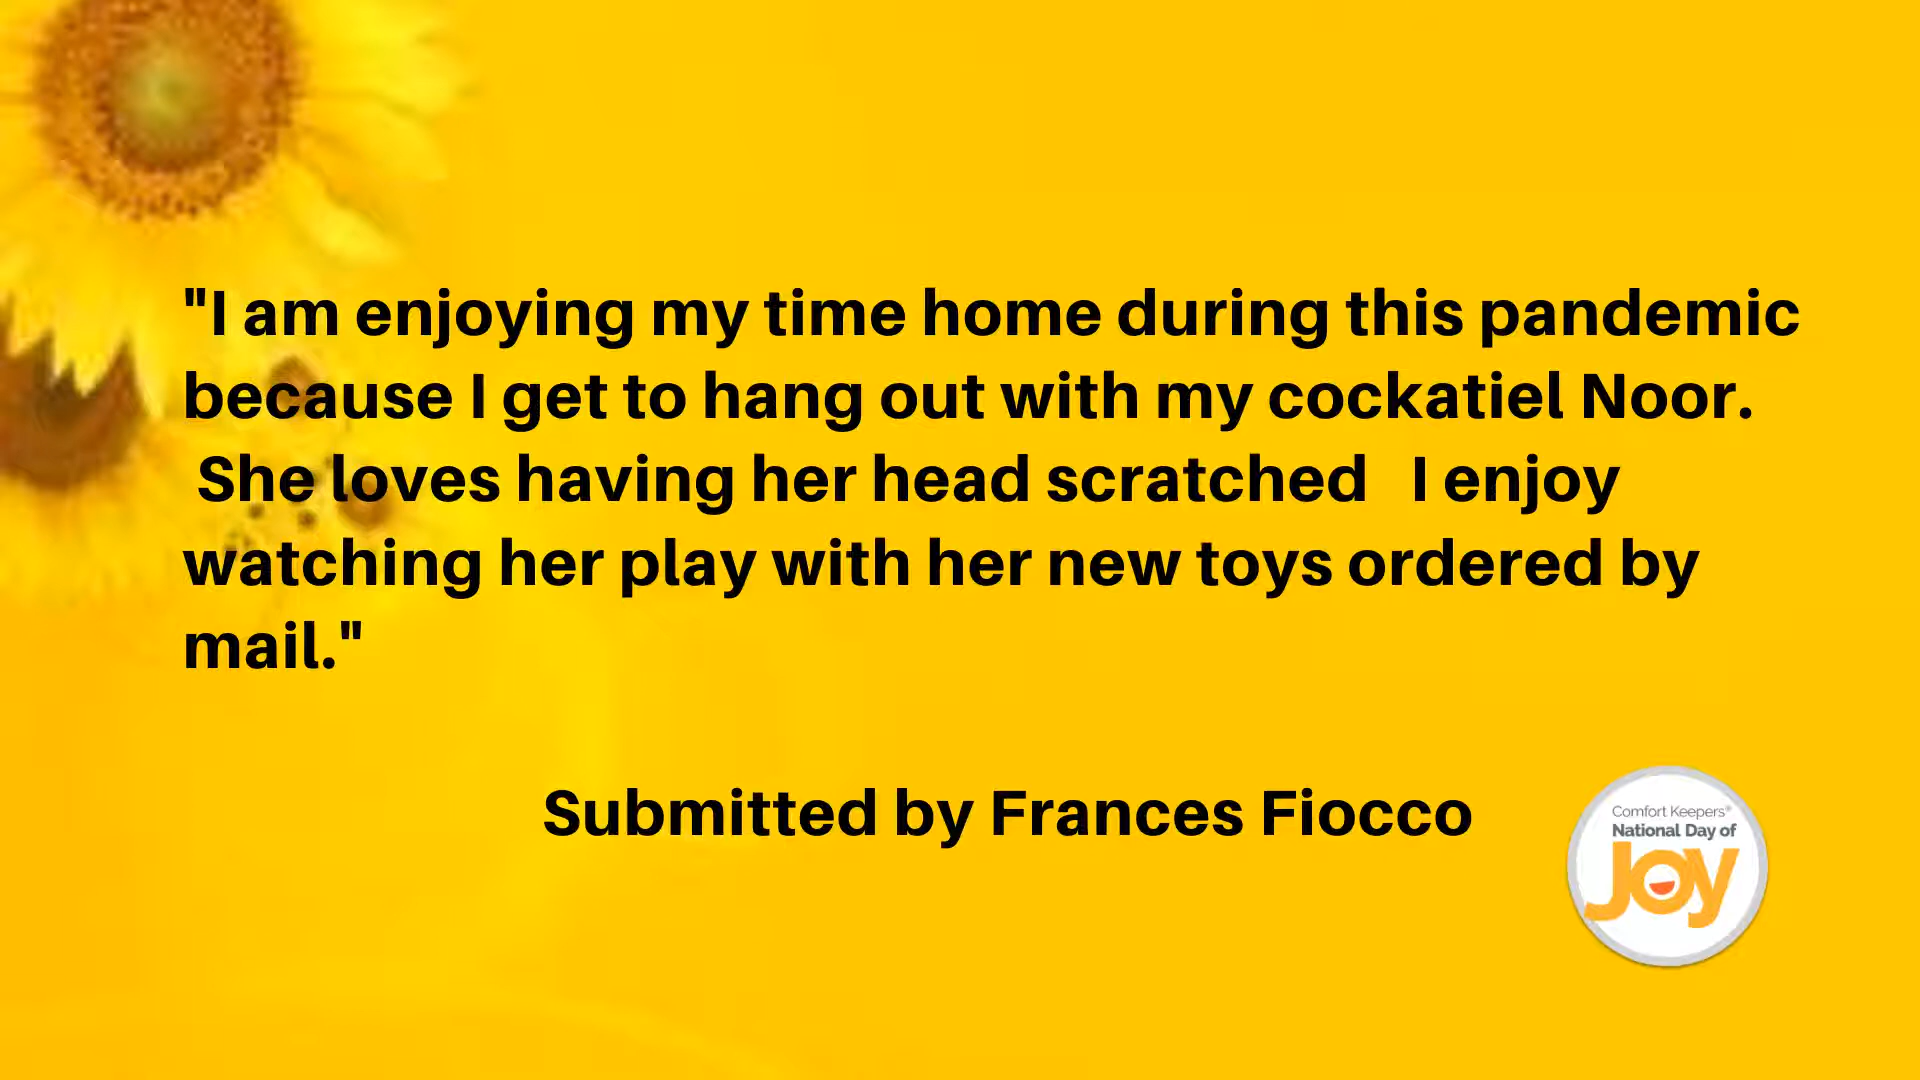 "I am enjoying my time home during this pandemic
because I get to hang out with my cockatiel Noor.
She loves having her head scratched   I enjoy
watching her play with her new toys ordered by
mail."
Submitted by Frances Fiocco
Comfort Keepers®
National Day of
Joy